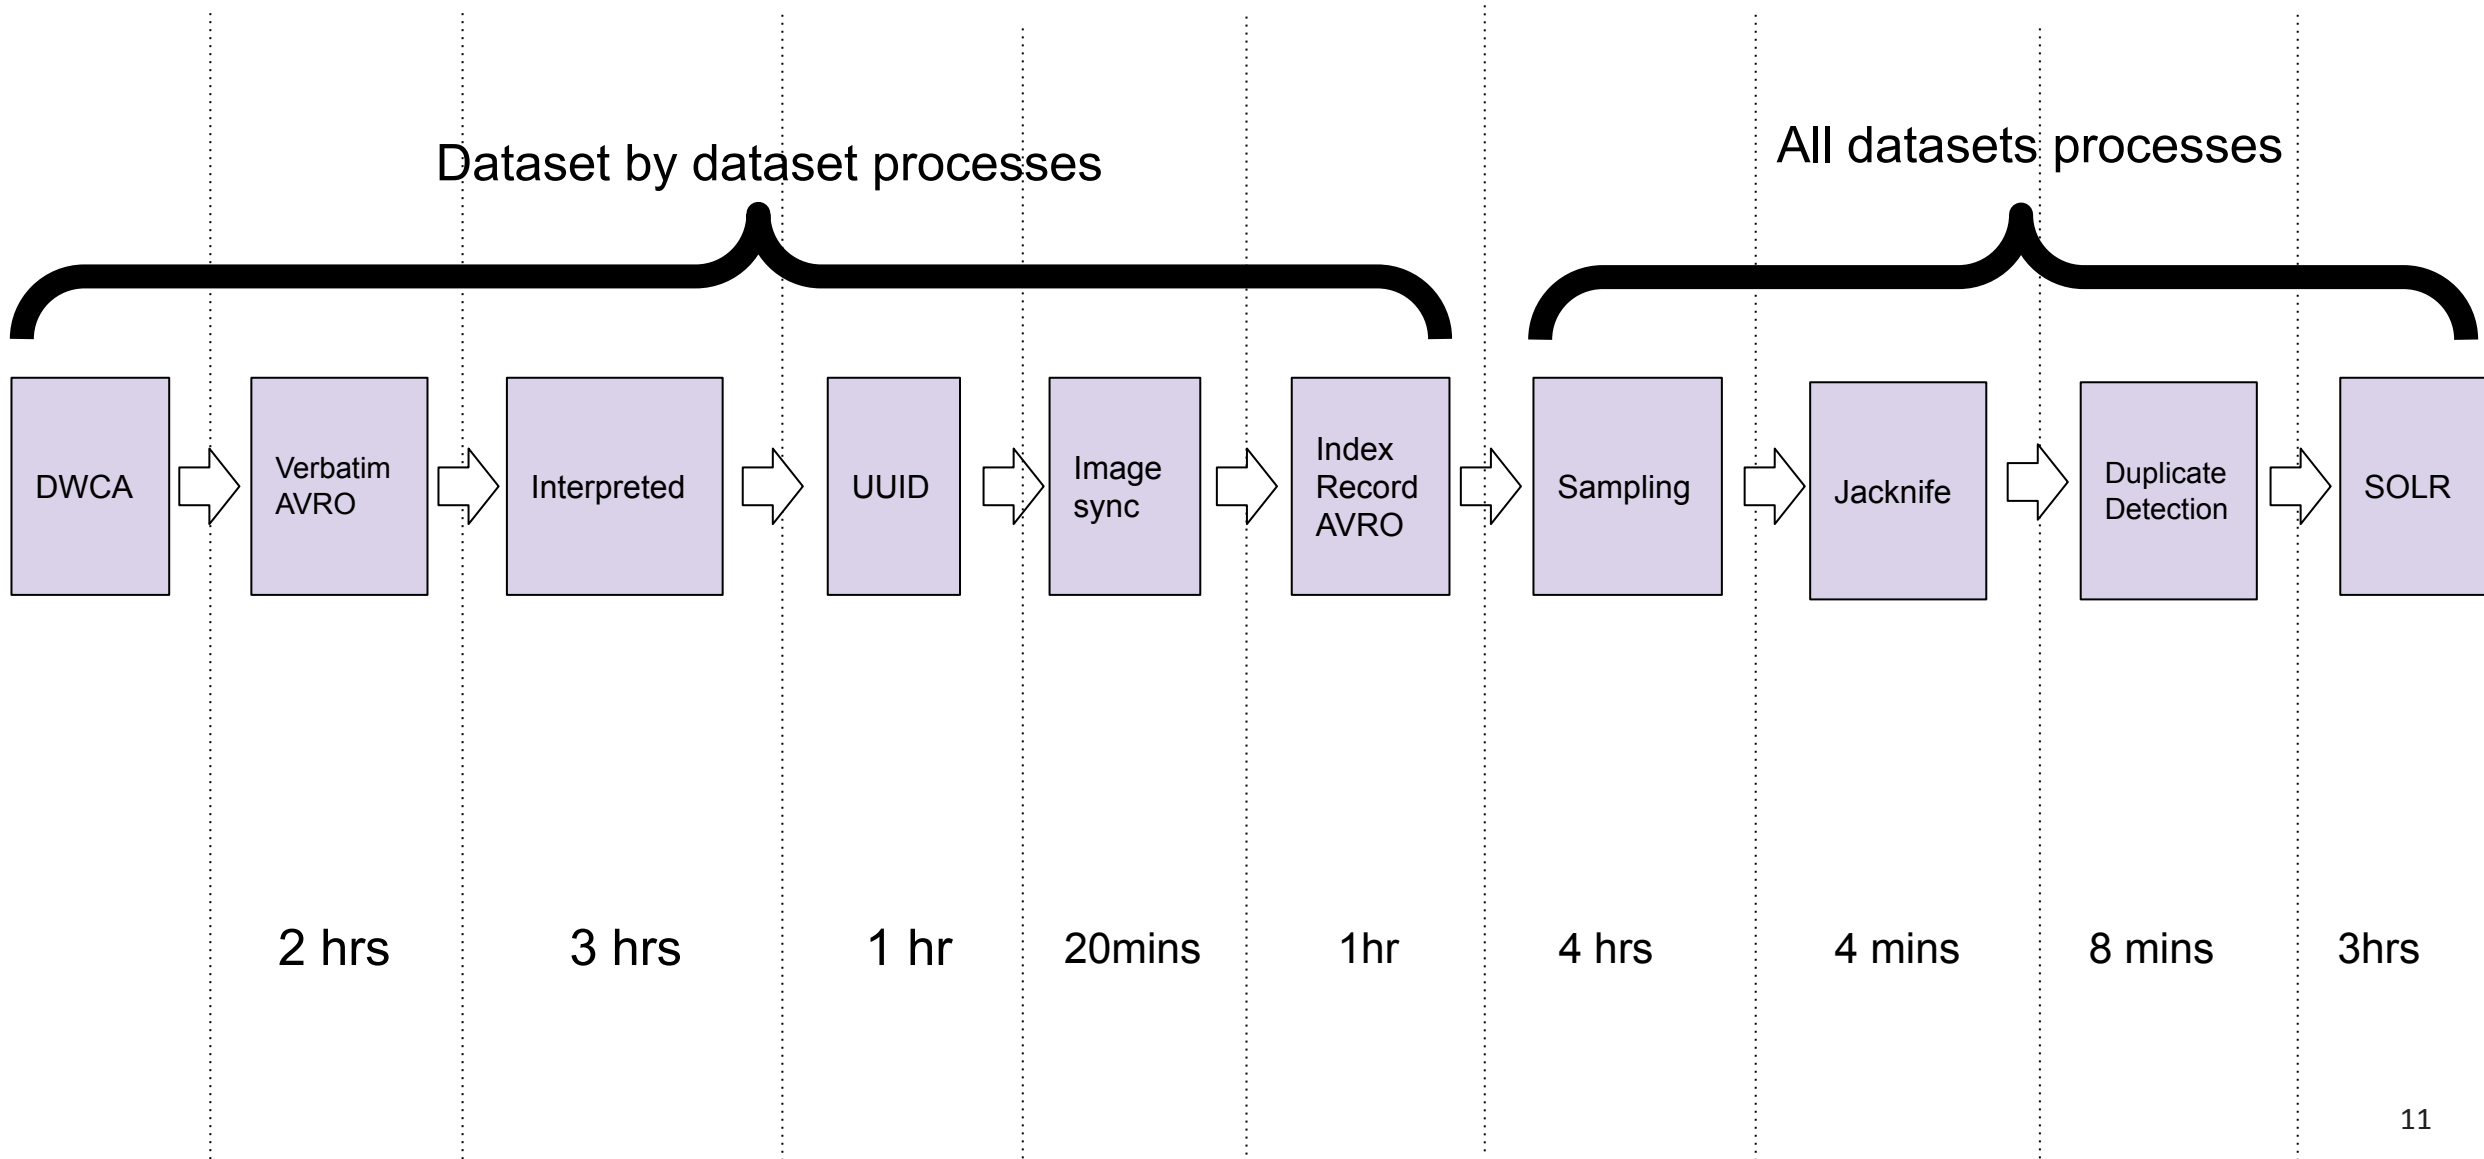 Dataset by dataset processes
All datasets processes
DWCA
Verbatim
AVRO
Interpreted
UUID
Image
sync
Index
Record
AVRO
Sampling
Jacknife
Duplicate
Detection
SOLR
2 hrs
3 hrs
1 hr
20mins
1hr
4 hrs
4 mins
8 mins
3hrs
11